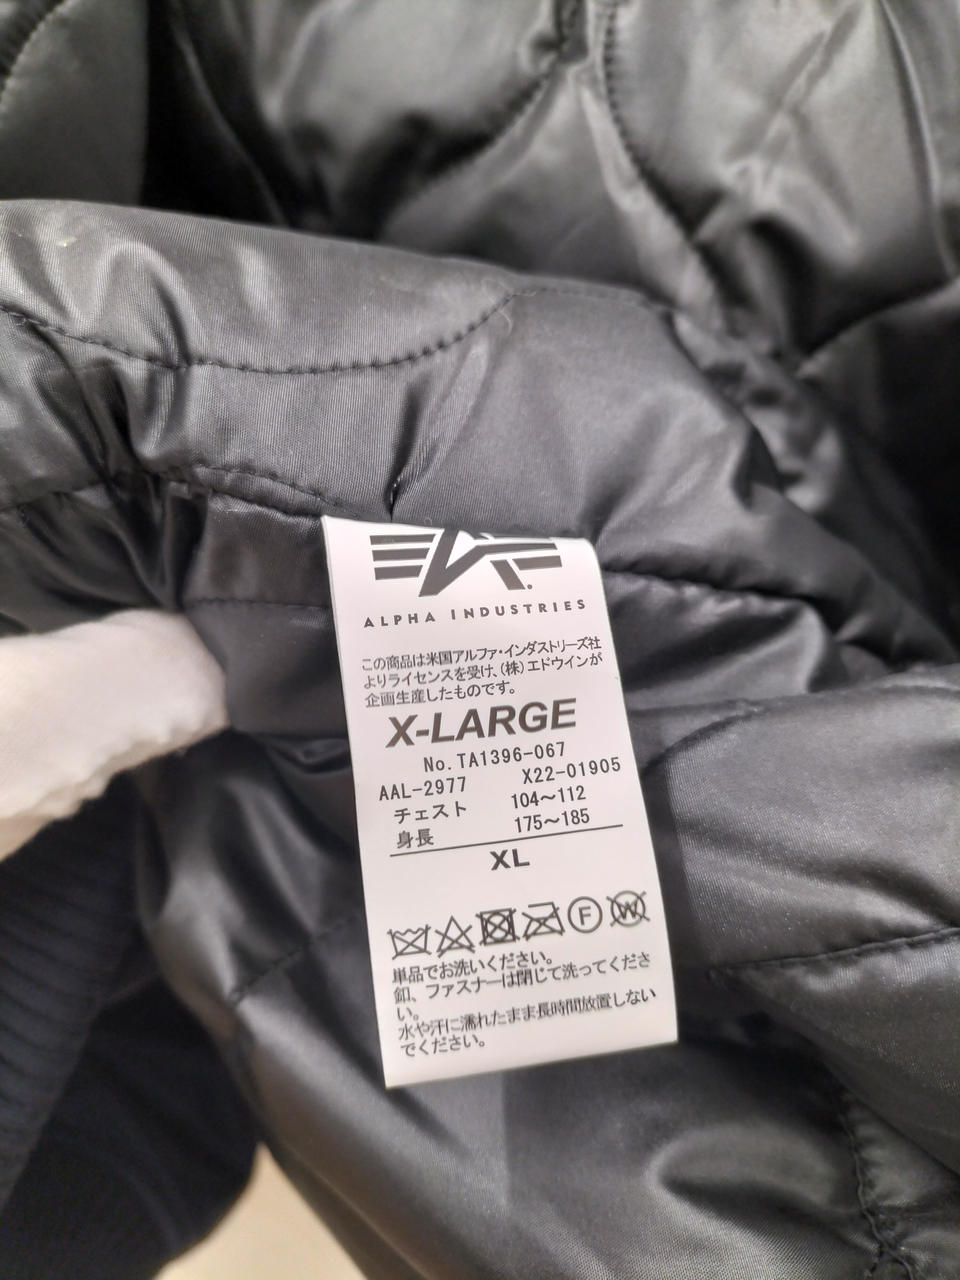 ALPHA INDUSTRIES
この商品は米国アルファ・インダストリーズ社
よりライセンスを受け、(株)エドウインが
企画生産したものです。
X-LARGE
No.TA1396-067
AAL-2977 X22-01905
チェスト 104～112
身長 175～185
XL
F W
単品でお洗いください。
釦、ファスナーは閉じて洗ってくださ
い。
水や汗に濡れたまま長時間放置しない
でください。